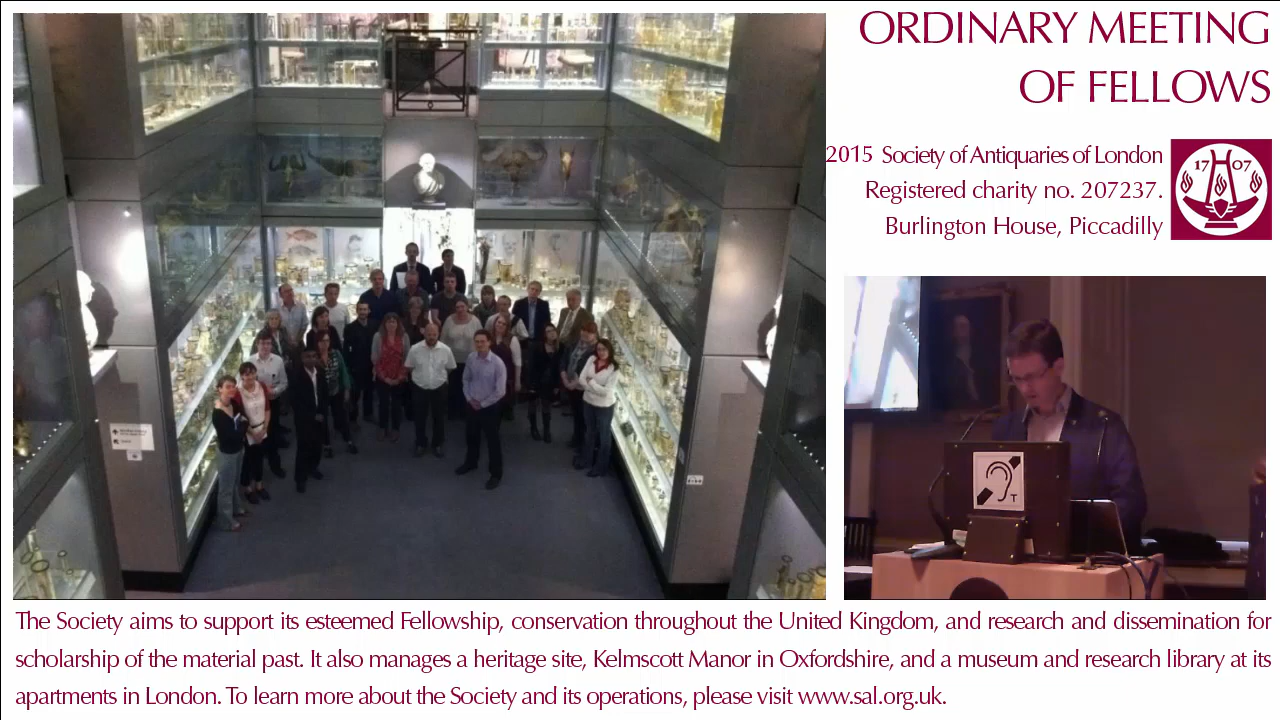 ORDINARY MEETING
OF FELLOWS
2015 Society of Antiquaries of London
Registered charity no. 207237.
Burlington House, Piccadilly
17 07
T
The Society aims to support its esteemed Fellowship, conservation throughout the United Kingdom, and research and dissemination for
scholarship of the material past. It also manages a heritage site, Kelmscott Manor in Oxfordshire, and a museum and research library at its
apartments in London. To learn more about the Society and its operations, please visit www.sal.org.uk.